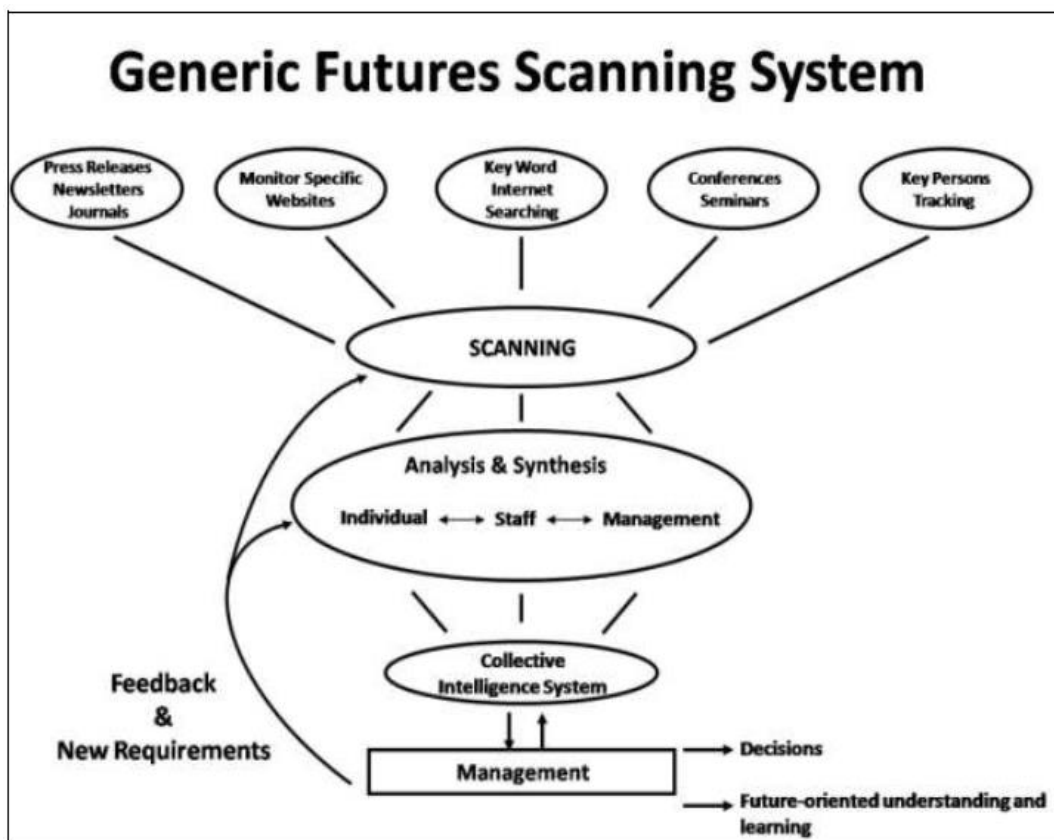 Generic Futures Scanning System
Press Releases
Newsletters
Journals
Monitor Specific
Websites
Key Word
Internet
Searching
Conferences
Seminars
Key Persons
Tracking
SCANNING
Analysis & Synthesis
Individual
Staff
Management
Collective
Intelligence System
Feedback
&
New Requirements
Management
Decisions
Future-oriented understanding and
learning